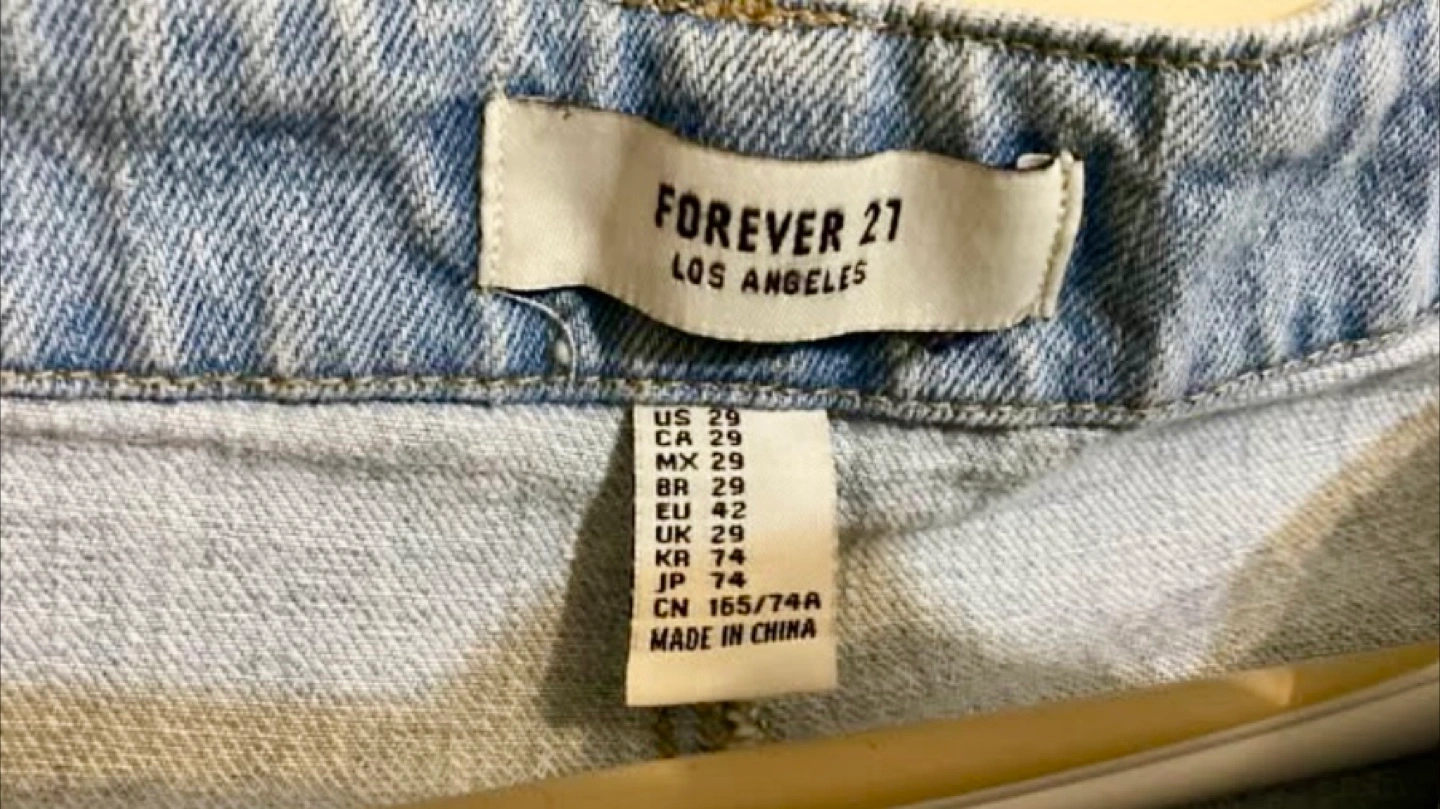 FOREVER 21
LOS ANGELES
US 29
CA 29
MX 29
BR 29
EU 42
UK 29
KR 74
JP 74
CN 165/74A
MADE IN CHINA